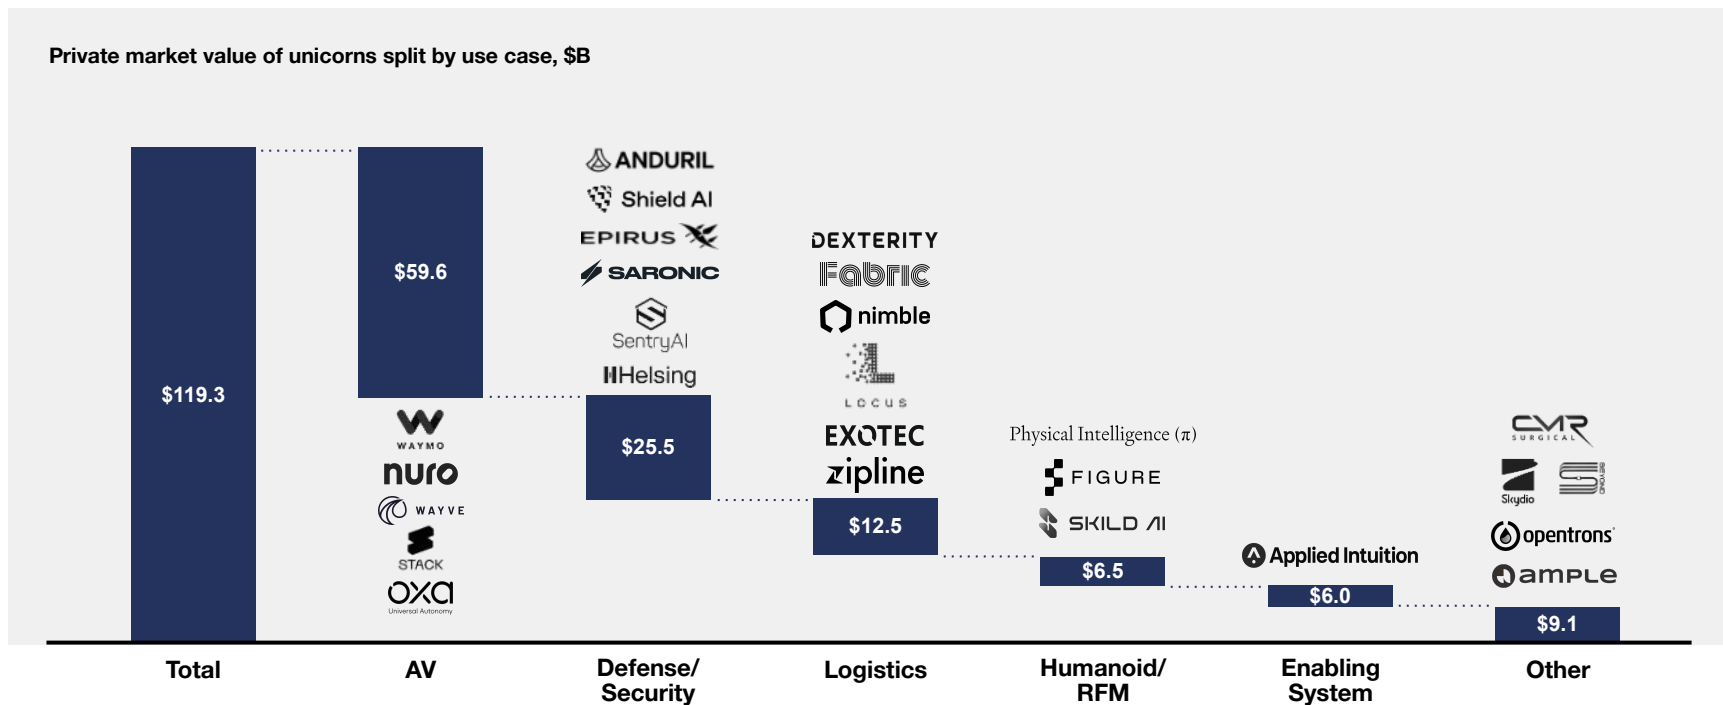 Private market value of unicorns split by use case, $B
$119.3
$59.6
WAYMO
nuro
WAYVE
STACK
oxa
Universal Autonomy
ANDURIL
Shield AI
EPIRUS
SARONIC
SentryAI
Helsing
$25.5
DEXTERITY
Fabric
nimble
LOCUS
EXOTEC
zipline
$12.5
Physical Intelligence (π)
FIGURE
SKILD AI
$6.5
Applied Intuition
$6.0
CMR
SURGICAL
Skydio
BEYOND
opentrons
AMPLE
$9.1
Total
AV
Defense/
Security
Logistics
Humanoid/
RFM
Enabling
System
Other